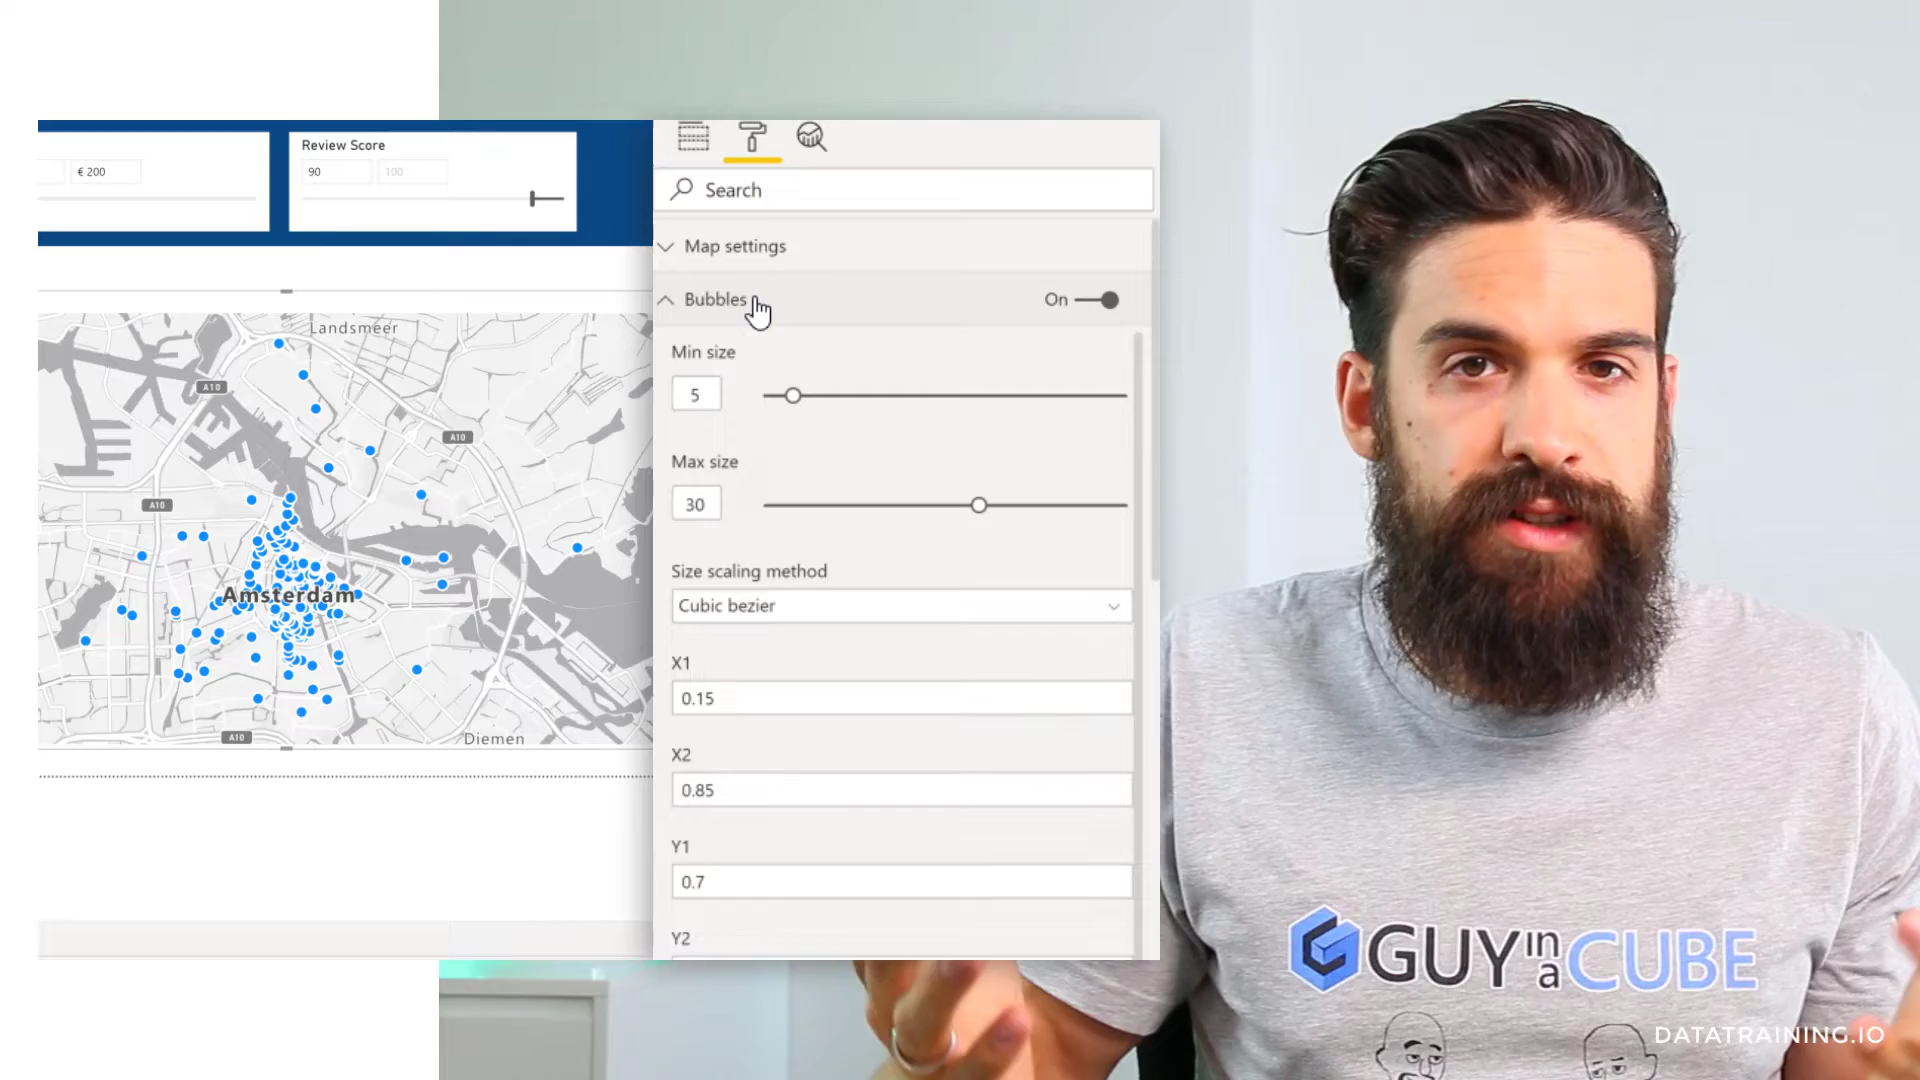 € 200
Review Score
90
100
Landsmeer
A10
A10
A10
Amsterdam
A10
Diemen
Search
Map settings
Bubbles
On
Min size
5
Max size
30
Size scaling method
Cubic bezier
X1
0.15
X2
0.85
Y1
0.7
Y2
GUY in a CUBE
DATATRAINING.IO